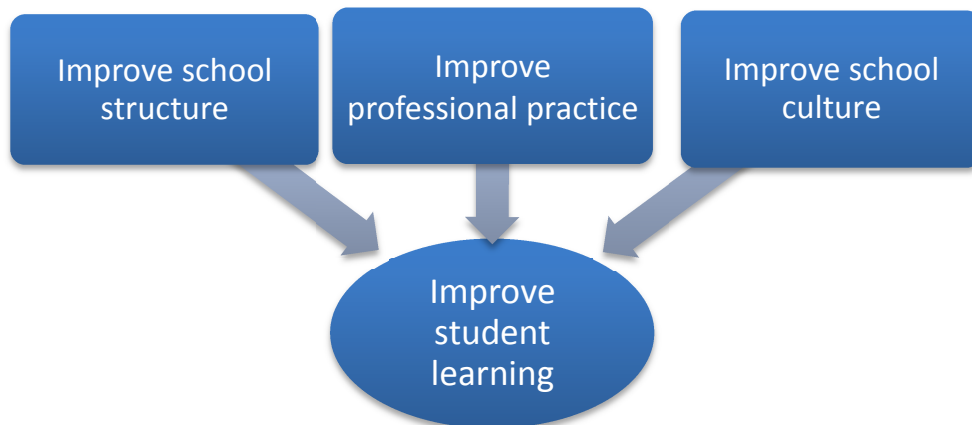 Improve school
structure
Improve
professional practice
Improve school
culture
Improve
student
learning